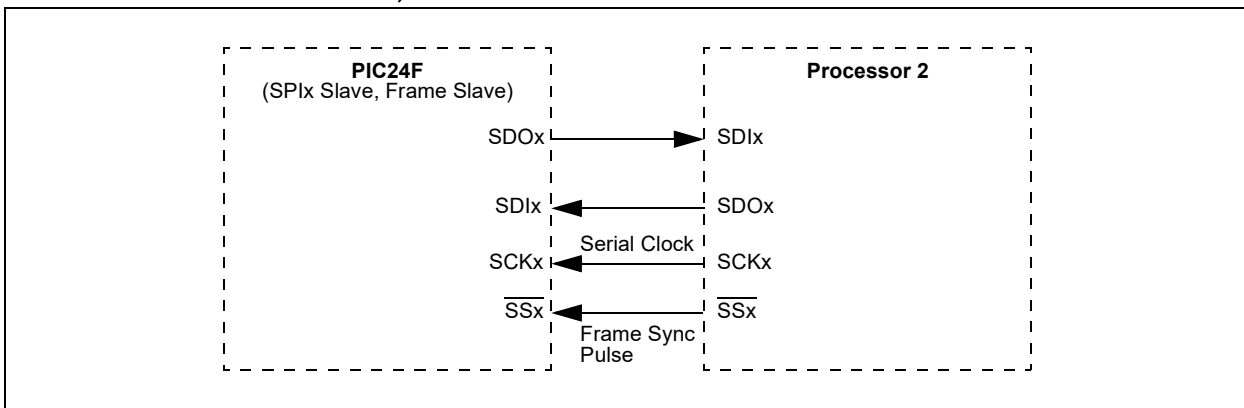 PIC24F
(SPIx Slave, Frame Slave)
Processor 2
SDOx
SDIx
SDIx
SDOx
Serial Clock
SCKx
SCKx
SSx
SSx
Frame Sync
Pulse